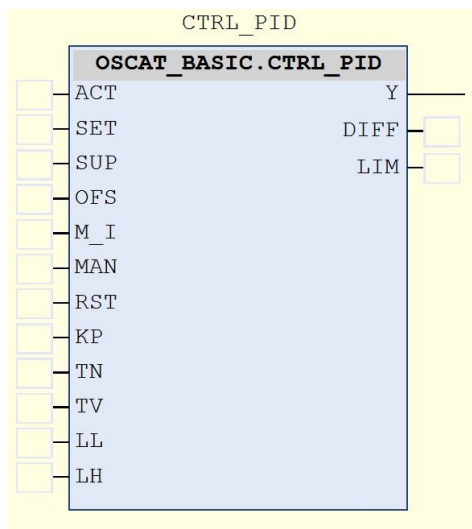 CTRL_PID
OSCAT_BASIC.CTRL_PID
ACT Y
SET DIFF
SUP LIM
OFS
M_I
MAN
RST
KP
TN
TV
LL
LH